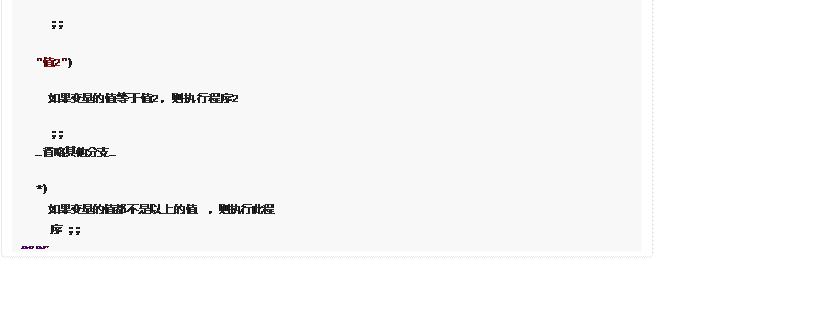 ;;
"值2")
如果变量的值等于值2，则执行程序2
;;
…省略其他分支…
*)
如果变量的值都不是以上的值 ，则执行此程
序 ;;